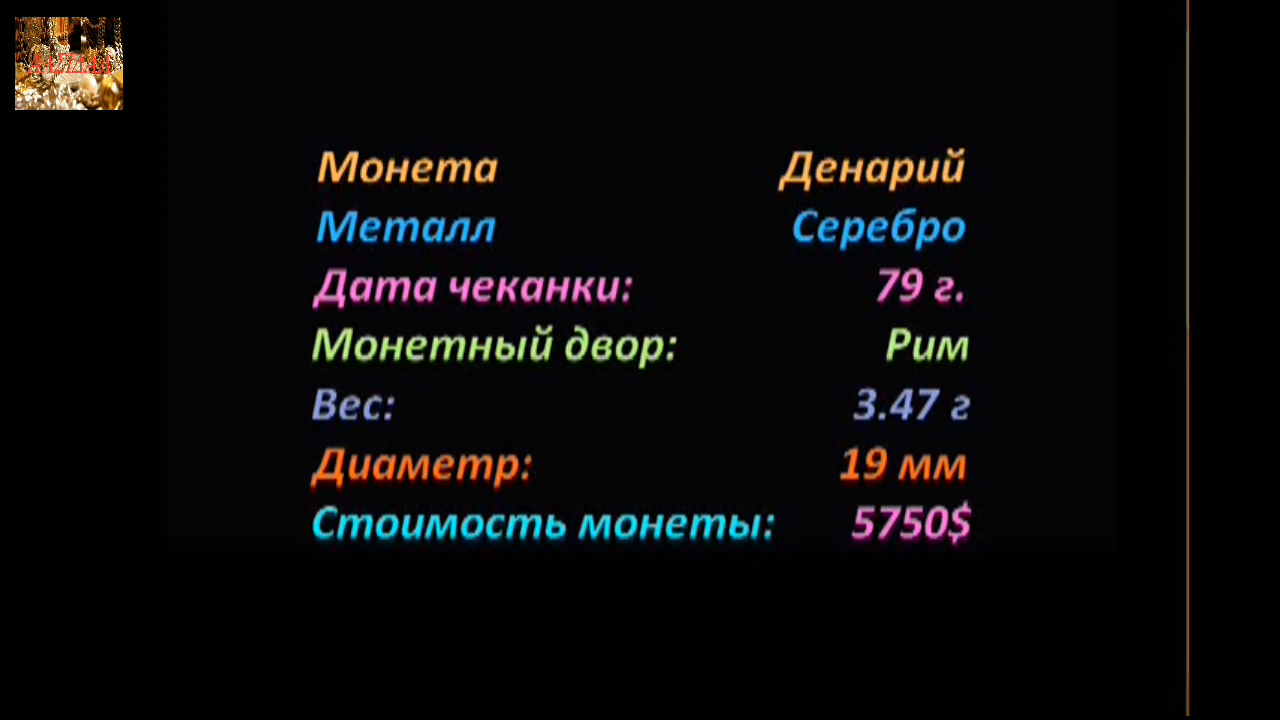 Монета Денарий
Металл Серебро
Дата чеканки: 79 г.
Монетный двор: Рим
Вес: 3.47 г
Диаметр: 19 мм
Стоимость монеты: 5750$